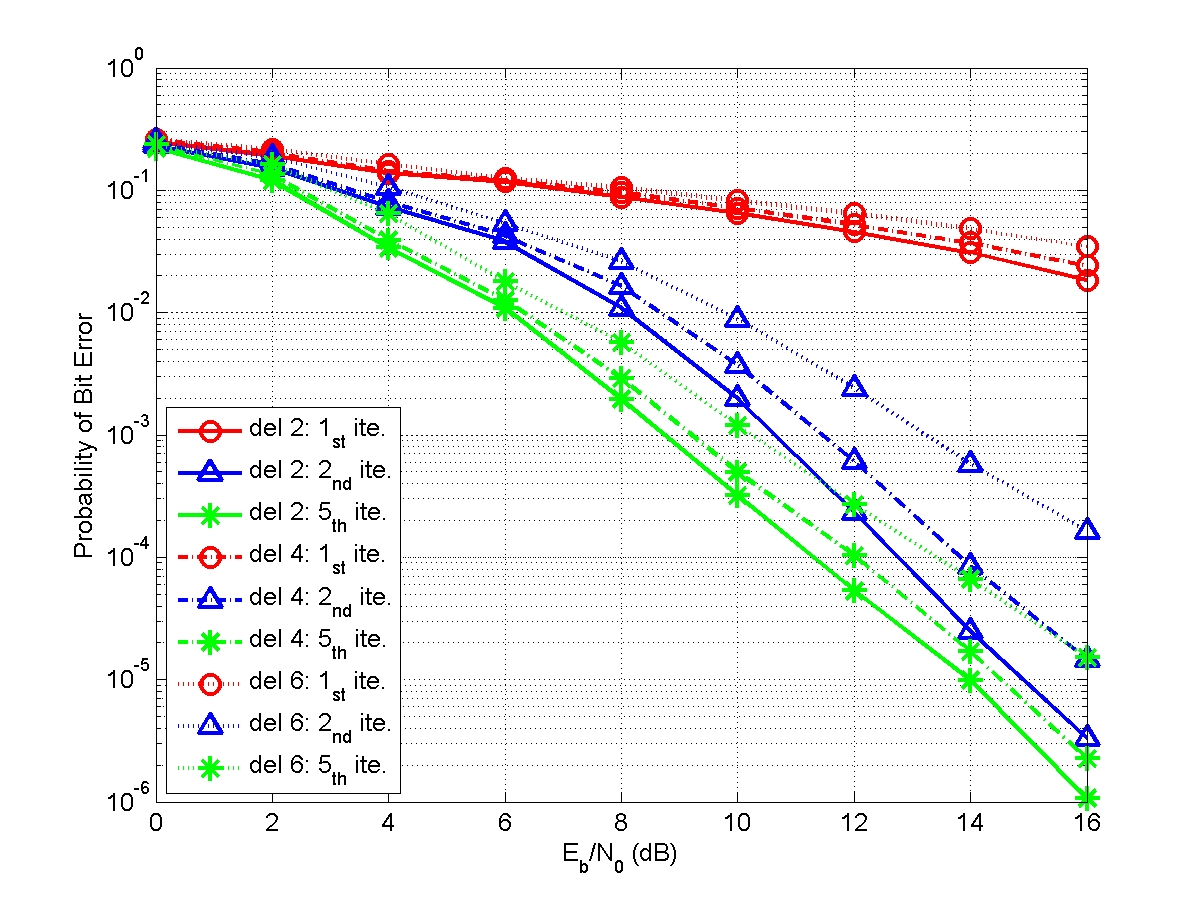 10^0
10^-1
10^-2
10^-3
10^-4
10^-5
10^-6
Probability of Bit Error
del 2: 1_st ite.
del 2: 2_nd ite.
del 2: 5_th ite.
del 4: 1_st ite.
del 4: 2_nd ite.
del 4: 5_th ite.
del 6: 1_st ite.
del 6: 2_nd ite.
del 6: 5_th ite.
0 2 4 6 8 10 12 14 16
E_b/N_0 (dB)